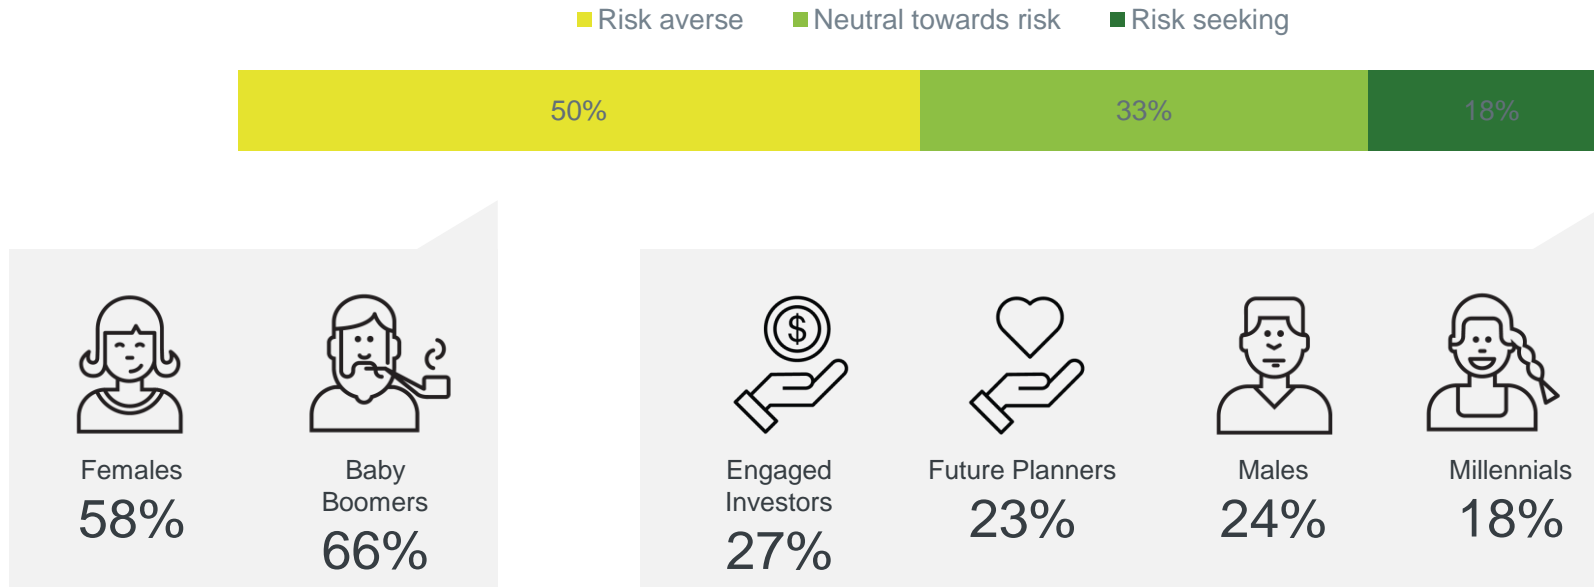 Risk averse Neutral towards risk Risk seeking
50% 33% 18%
$
Females
58%
Baby
Boomers
66%
Engaged
Investors
27%
Future Planners
23%
Males
24%
Millennials
18%